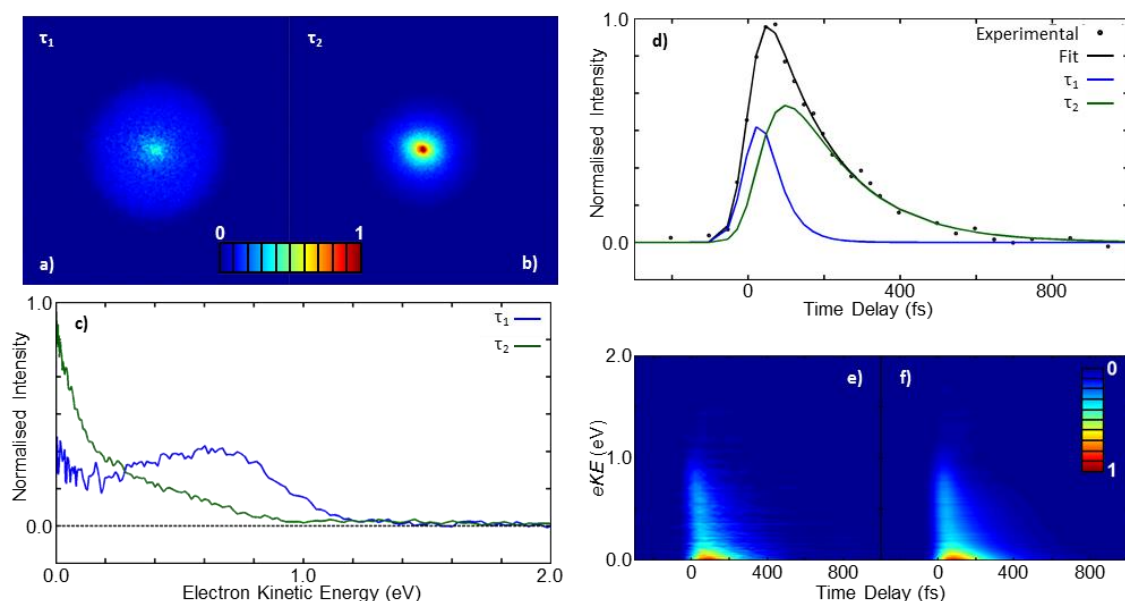 τ1
τ2
0
1
a)
b)
c)
1.0
0.0
Normalised Intensity
τ1
τ2
0.0
1.0
2.0
Electron Kinetic Energy (eV)
d)
1.0
0.0
Normalised Intensity
Experimental
Fit
τ1
τ2
0
400
800
Time Delay (fs)
2.0
1.0
0.0
eKE (eV)
e)
f)
0
1
0
400
800
0
400
800
Time Delay (fs)